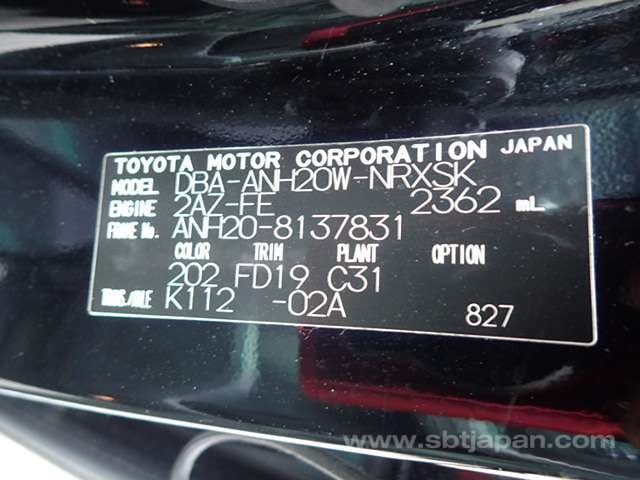 TOYOTA MOTOR CORPORATION JAPAN
MODEL DBA-ANH20W-NRXSK
ENGINE 2AZ-FE 2362 mL
FRAME No. ANH20-8137831
COLOR TRIM PLANT OPTION
202 FD19 C31
TRANS./AXLE K112 -02A
827
www.sbtjapan.com